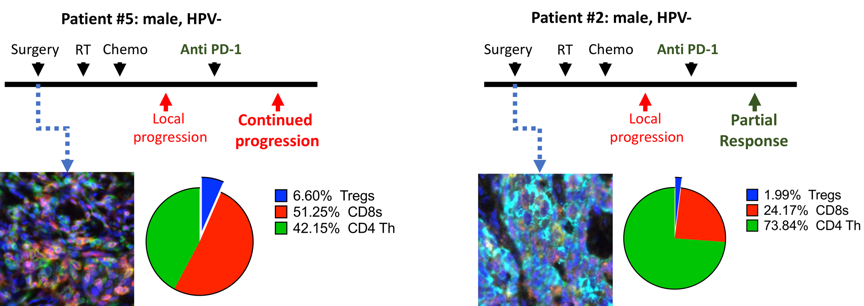 Patient #5: male, HPV-
Surgery RT Chemo Anti PD-1
Local
progression
Continued
progression
6.60% Tregs
51.25% CD8s
42.15% CD4 Th
Patient #2: male, HPV-
Surgery RT Chemo Anti PD-1
Local
progression
Partial
Response
1.99% Tregs
24.17% CD8s
73.84% CD4 Th